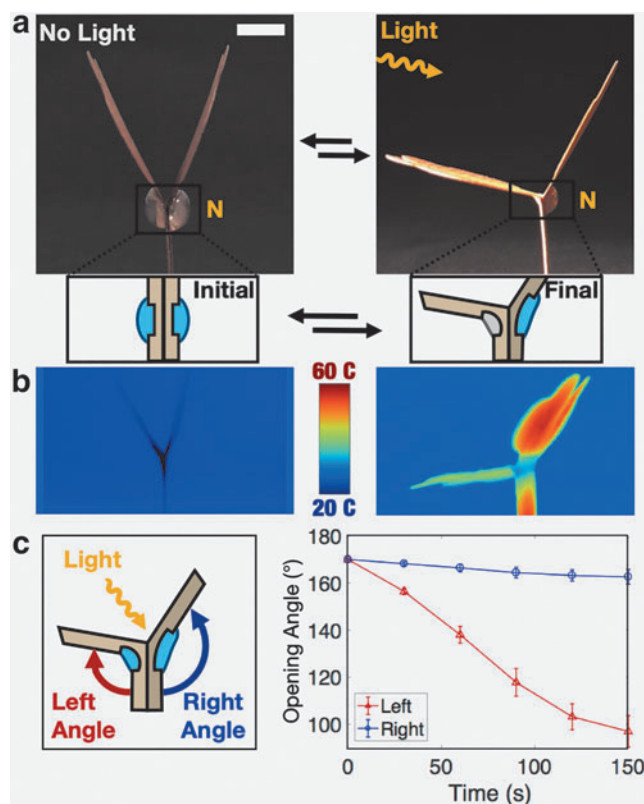 a
No Light
Light
N
N
Initial
Final
b
60 C
20 C
c
Light
Left
Angle
Right
Angle
Opening Angle (°)
180
160
140
120
100
Left
Right
0
50
100
150
Time (s)